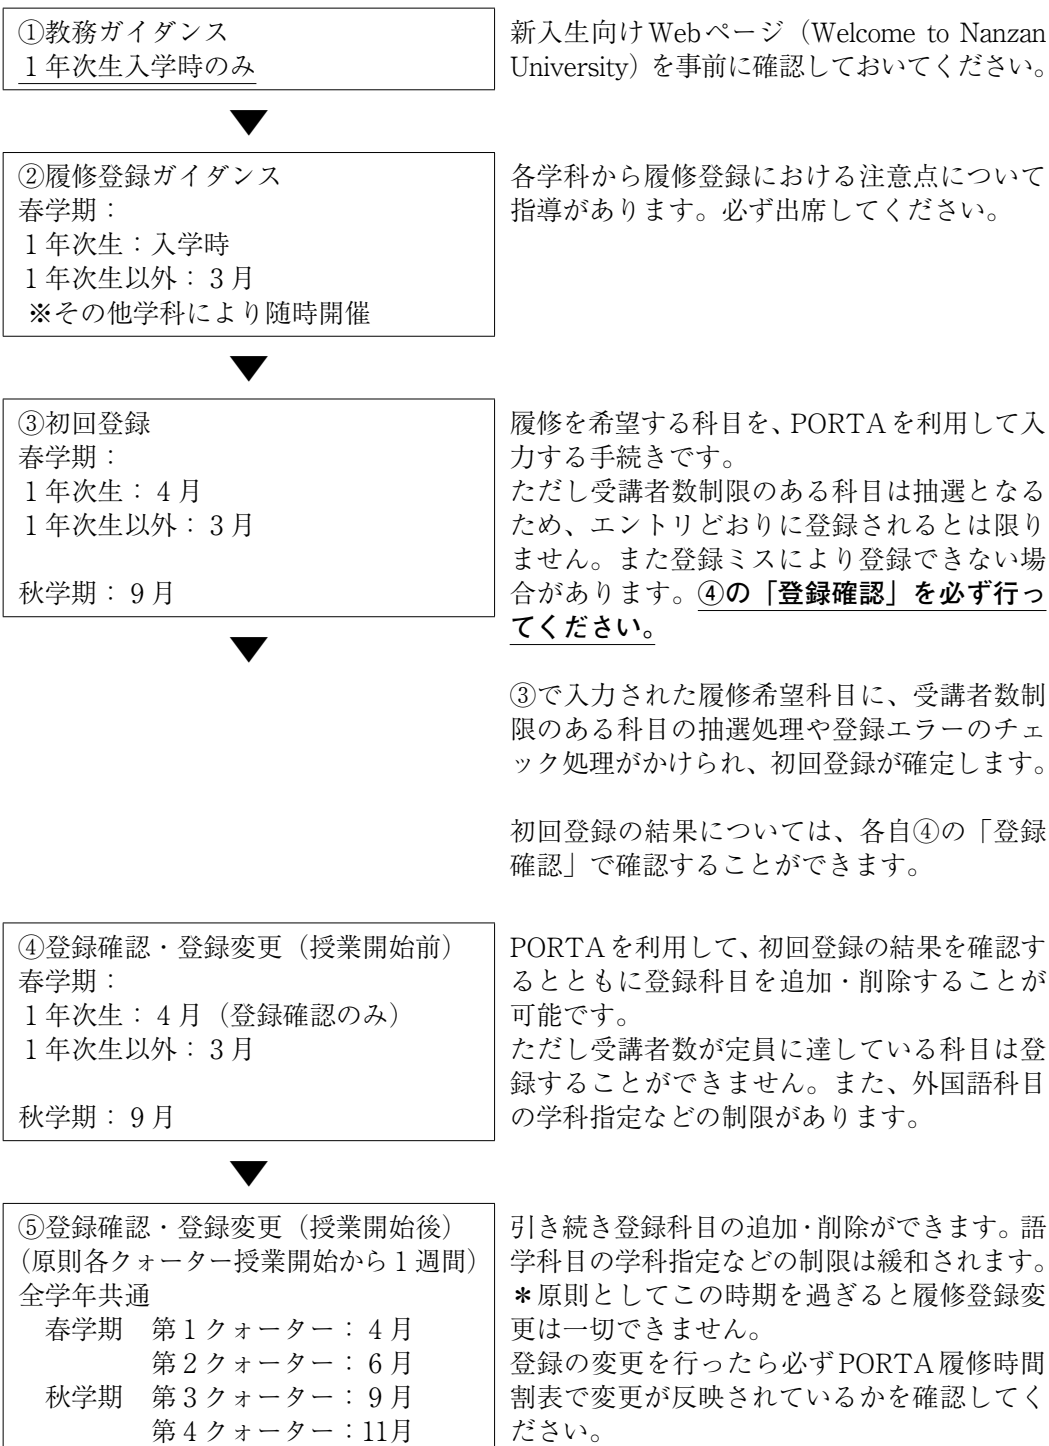 ①教務ガイダンス
１年次生入学時のみ
新入生向けWebページ（Welcome to Nanzan
University）を事前に確認しておいてください。
②履修登録ガイダンス
春学期：
１年次生：入学時
１年次生以外：３月
※その他学科により随時開催
各学科から履修登録における注意点について
指導があります。必ず出席してください。
③初回登録
春学期：
１年次生：４月
１年次生以外：３月
秋学期：９月
履修を希望する科目を、PORTAを利用して入
力する手続きです。
ただし受講者数制限のある科目は抽選となる
ため、エントリどおりに登録されるとは限り
ません。また登録ミスにより登録できない場
合があります。④の「登録確認」を必ず行っ
てください。
③で入力された履修希望科目に、受講者数制
限のある科目の抽選処理や登録エラーのチェ
ック処理がかけられ、初回登録が確定します。
初回登録の結果については、各自④の「登録
確認」で確認することができます。
④登録確認・登録変更（授業開始前）
春学期：
１年次生：４月（登録確認のみ）
１年次生以外：３月
秋学期：９月
PORTAを利用して、初回登録の結果を確認す
るとともに登録科目を追加・削除することが
可能です。
ただし受講者数が定員に達している科目は登
録することができません。また、外国語科目
の学科指定などの制限があります。
⑤登録確認・登録変更（授業開始後）
（原則各クォーター授業開始から１週間）
全学年共通
春学期　第１クォーター：４月
第２クォーター：６月
秋学期　第３クォーター：９月
第４クォーター：11月
引き続き登録科目の追加・削除ができます。語
学科目の学科指定などの制限は緩和されます。
＊原則としてこの時期を過ぎると履修登録変
更は一切できません。
登録の変更を行ったら必ずPORTA履修時間
割表で変更が反映されているかを確認してく
ださい。